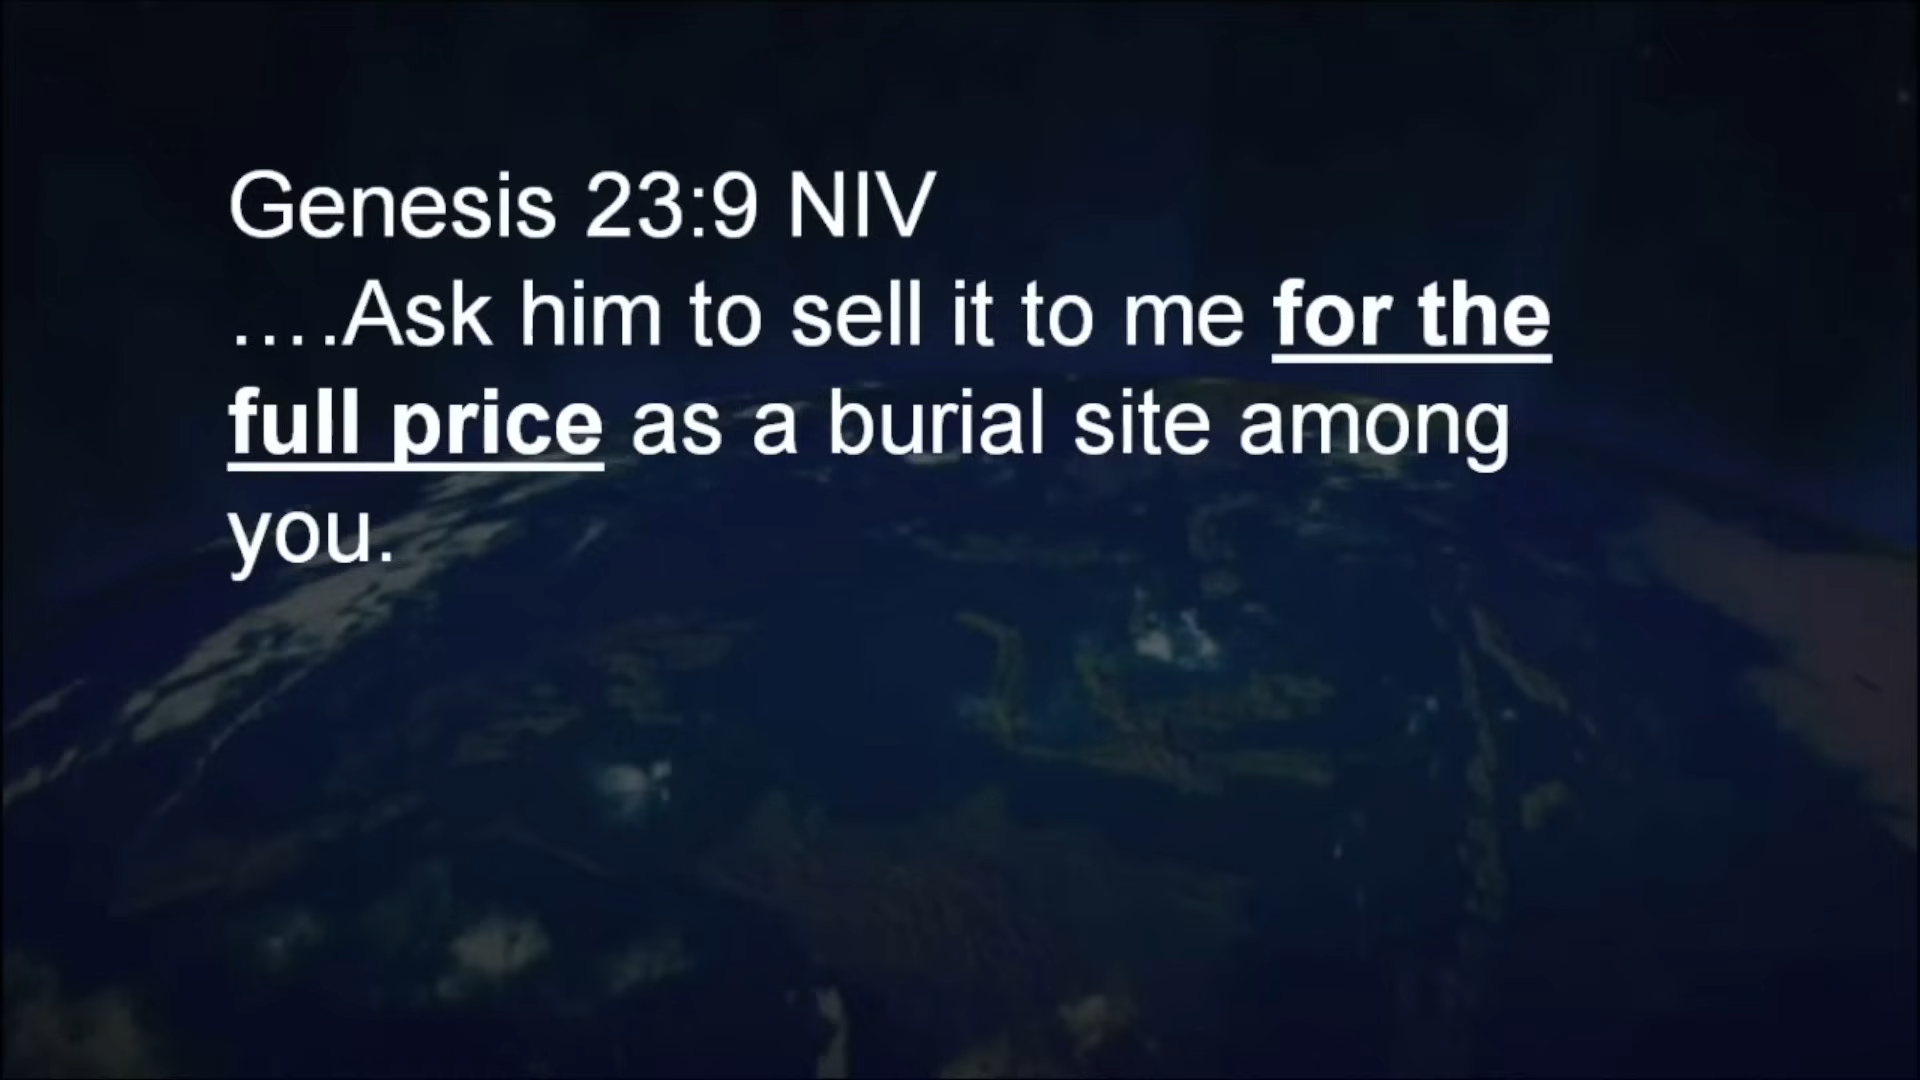 Genesis 23:9 NIV
….Ask him to sell it to me for the
full price as a burial site among
you.